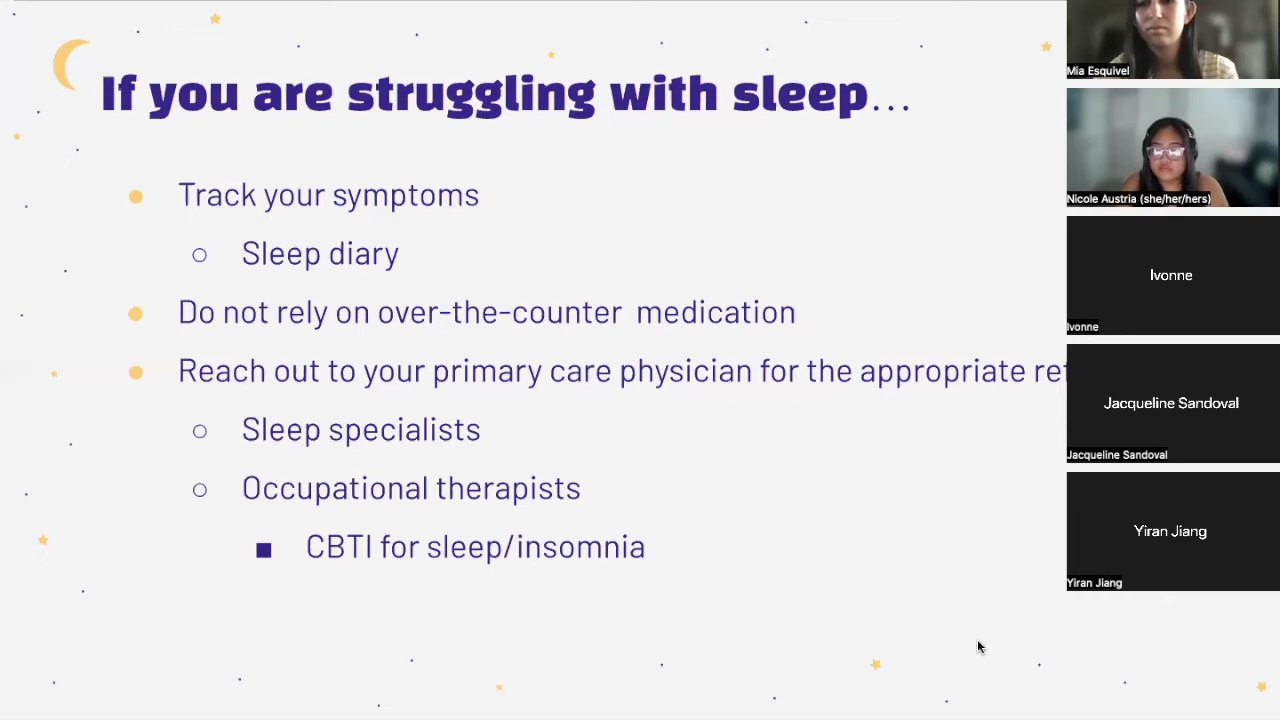 If you are struggling with sleep...
Track your symptoms
Sleep diary
Do not rely on over-the-counter medication
Reach out to your primary care physician for the appropriate
Sleep specialists
Occupational therapists
CBTI for sleep/insomnia
Mia Esquivel
Nicole Austria (she/her/hers)
Ivonne
Ivonne
Jacqueline Sandoval
Jacqueline Sandoval
Yiran Jiang
Yiran Jiang